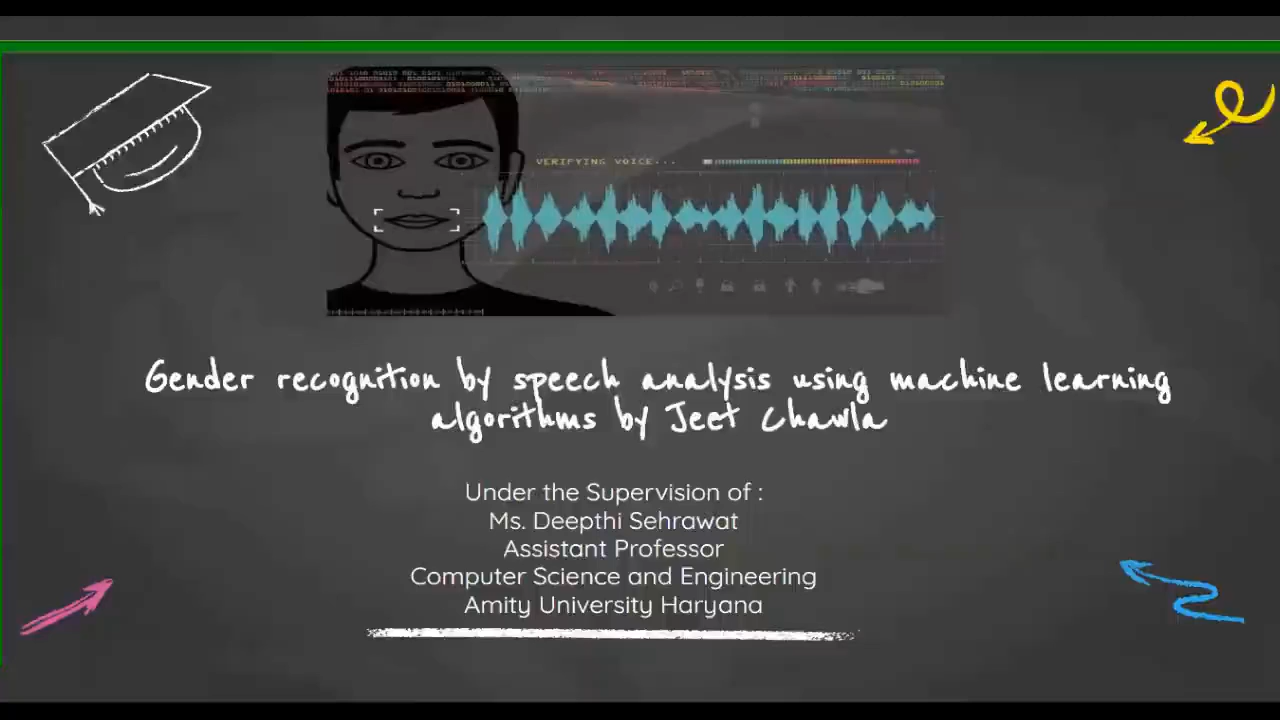 VERIFYING VOICE...
Gender recognition by speech analysis using machine learning
algorithms by Jeet Chawla
Under the Supervision of :
Ms. Deepthi Sehrawat
Assistant Professor
Computer Science and Engineering
Amity University Haryana